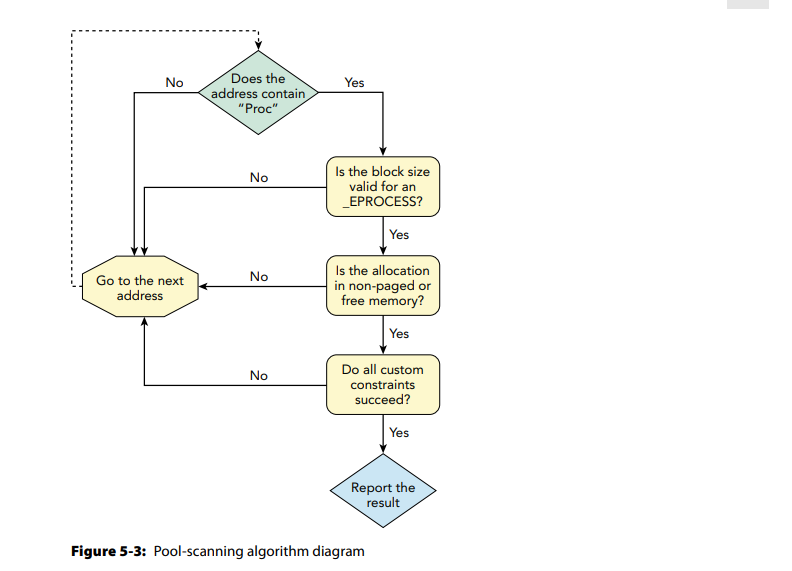 Does the
address contain
“Proc”
No
Yes
Is the block size
valid for an
_EPROCESS?
No
Yes
Is the allocation
in non-paged or
free memory?
No
Go to the next
address
Yes
Do all custom
constraints
succeed?
No
Yes
Report the
result
Figure 5-3: Pool-scanning algorithm diagram